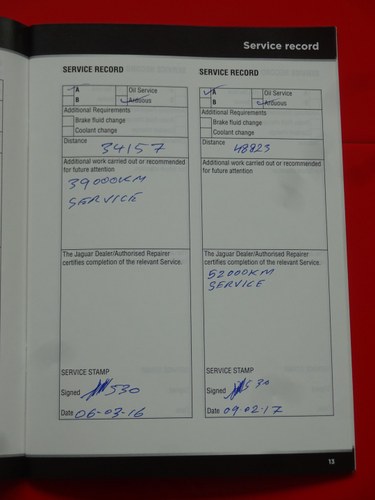 Service record
SERVICE RECORD
A
Oil Service
B
Arduous
Additional Requirements
Brake fluid change
Coolant change
Distance
34157
Additional work carried out or recommended
for future attention
39000KM
SERVICE
The Jaguar Dealer/Authorised Repairer
certifies completion of the relevant Service.
SERVICE STAMP
Signed 530
Date 06-03-16
SERVICE RECORD
A
Oil Service
B
Arduous
Additional Requirements
Brake fluid change
Coolant change
Distance
48823
Additional work carried out or recommended
for future attention
The Jaguar Dealer/Authorised Repairer
certifies completion of the relevant Service.
52000KM
SERVICE
SERVICE STAMP
Signed
Date 09.02.17
13